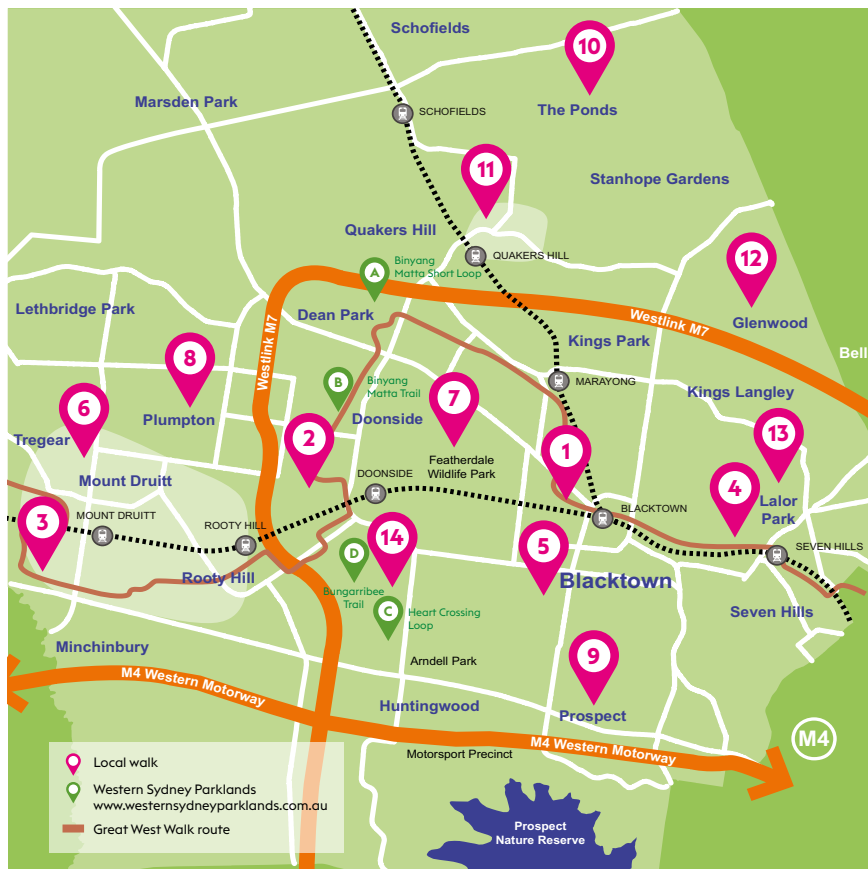 Schofields
10
Marsden Park
The Ponds
SCHOFIELDS
11
Stanhope Gardens
Quakers Hill
QUAKERS HILL
12
A
Binyang
Matta Short Loop
Lethbridge Park
Dean Park
Westlink M7
Westlink M7
Glenwood
Kings Park
Bell
8
B
Binyang
Matta Trail
MARAYONG
Kings Langley
6
Plumpton
7
Doonside
Tregear
2
13
Featherdale
Wildlife Park
1
Mount Druitt
DOONSIDE
4
Lalor
Park
3
MOUNT DRUITT
ROOTY HILL
BLACKTOWN
14
5
SEVEN HILLS
D
Rooty Hill
Bungarribee
Trail
Blacktown
C
Heart Crossing
Loop
Seven Hills
Minchinbury
9
Arndell Park
M4 Western Motorway
Huntingwood
Prospect
M4
M4 Western Motorway
Motorsport Precinct
Local walk
Western Sydney Parklands
www.westernsydneyparklands.com.au
Great West Walk route
Prospect
Nature Reserve